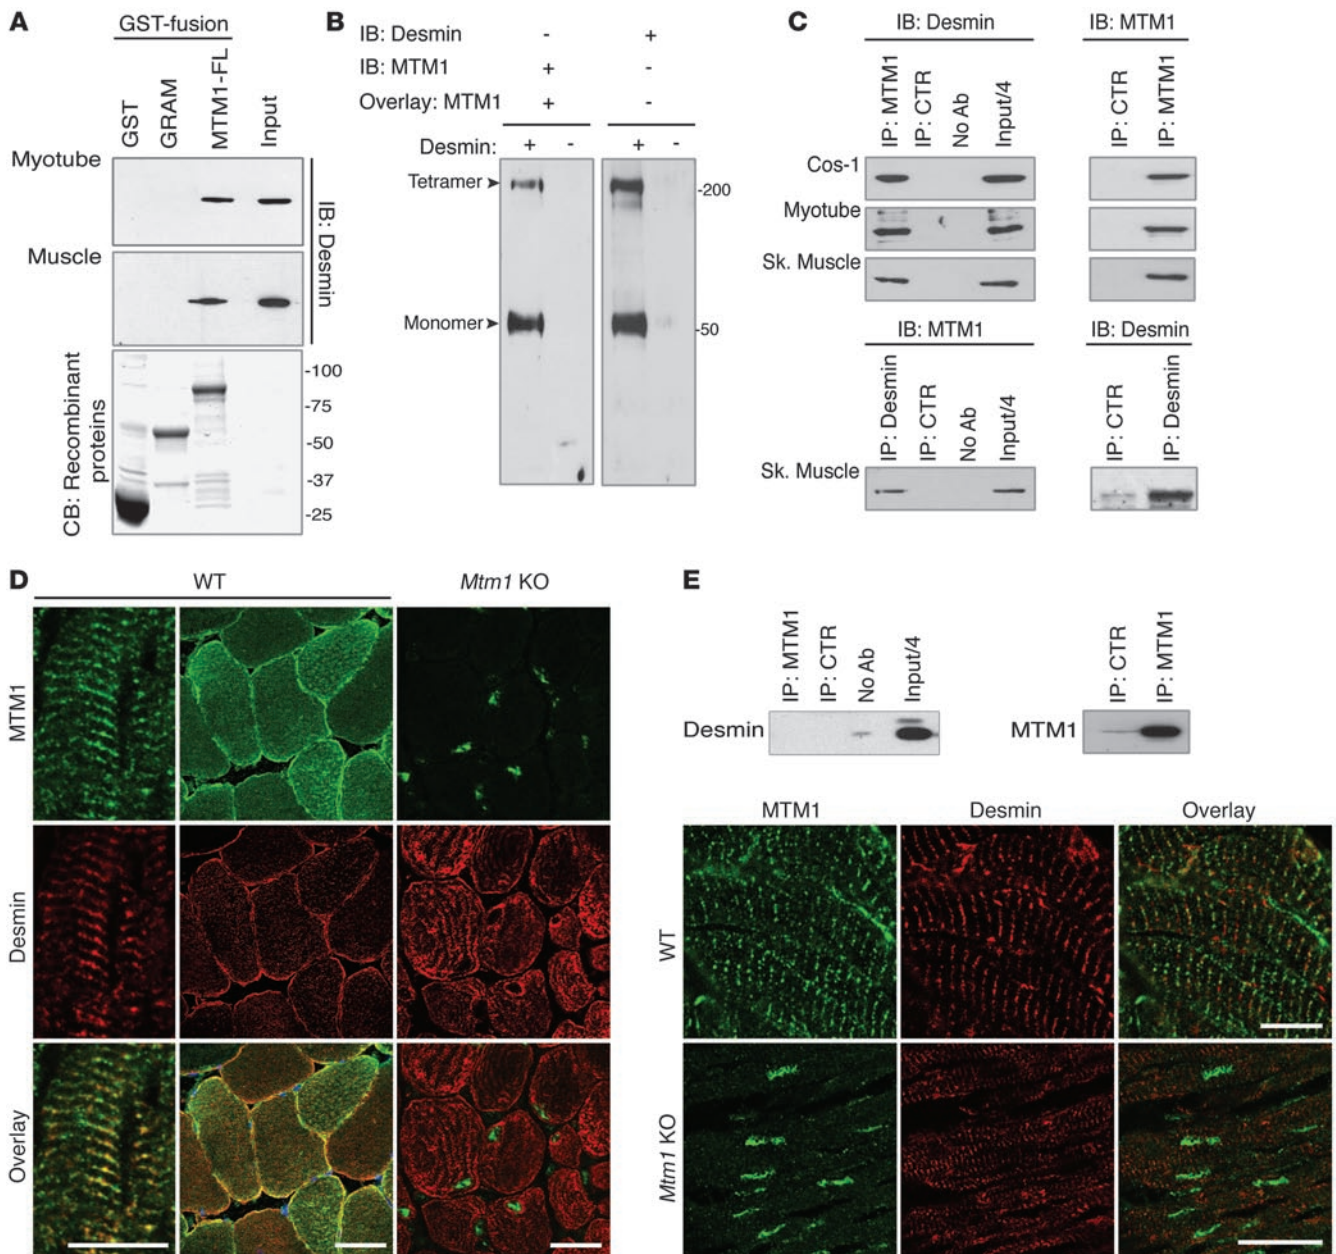 A
GST-fusion
GST
GRAM
MTM1-FL
Input
Myotube
Muscle
IB: Desmin
CB: Recombinant
proteins
-100
-75
-50
-37
-25
B
IB: Desmin - +
IB: MTM1 + -
Overlay: MTM1 + -
Desmin: + - + -
Tetramer
Monomer
-200
-50
C
IB: Desmin
IB: MTM1
IP: MTM1
IP: CTR
No Ab
Input/4
IP: CTR
IP: MTM1
Cos-1
Myotube
Sk. Muscle
IB: MTM1
IB: Desmin
IP: Desmin
IP: CTR
No Ab
Input/4
IP: CTR
IP: Desmin
Sk. Muscle
D
WT
Mtm1 KO
MTM1
Desmin
Overlay
E
IP: MTM1
IP: CTR
No Ab
Input/4
IP: CTR
IP: MTM1
Desmin
MTM1
MTM1
Desmin
Overlay
WT
Mtm1 KO